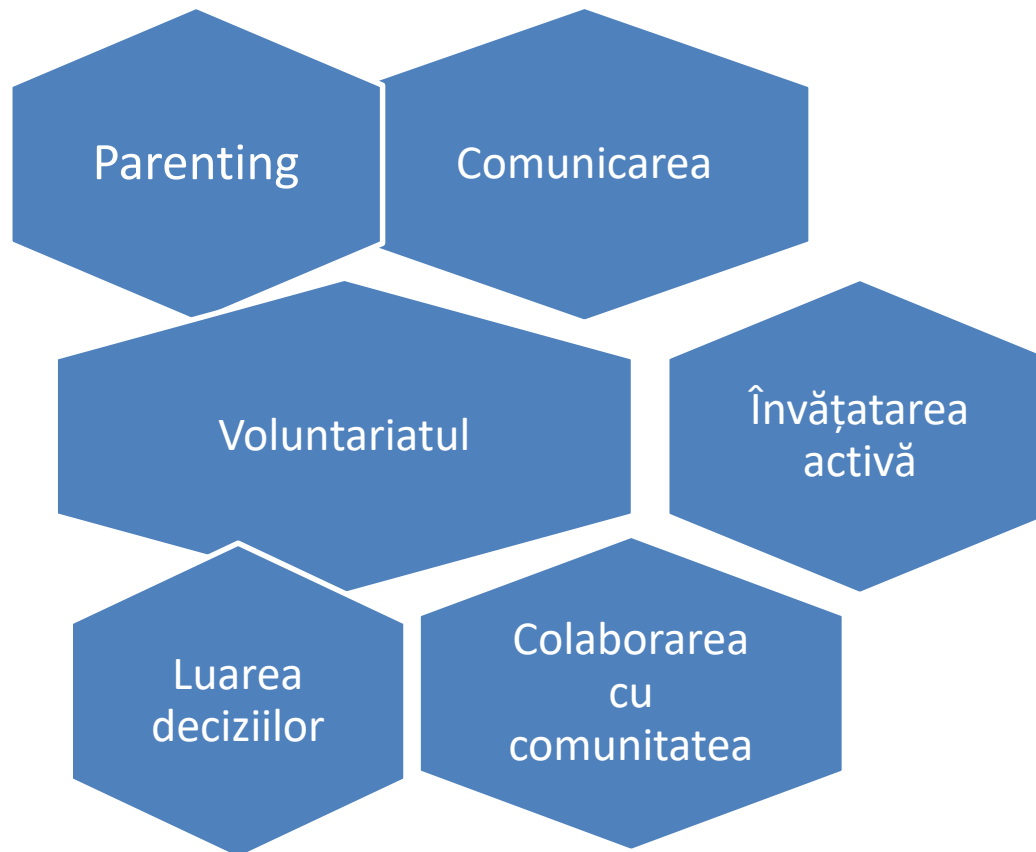 Parenting
Comunicarea
Voluntariatul
Învățatarea
activă
Luarea
deciziilor
Colaborarea
cu
comunitatea